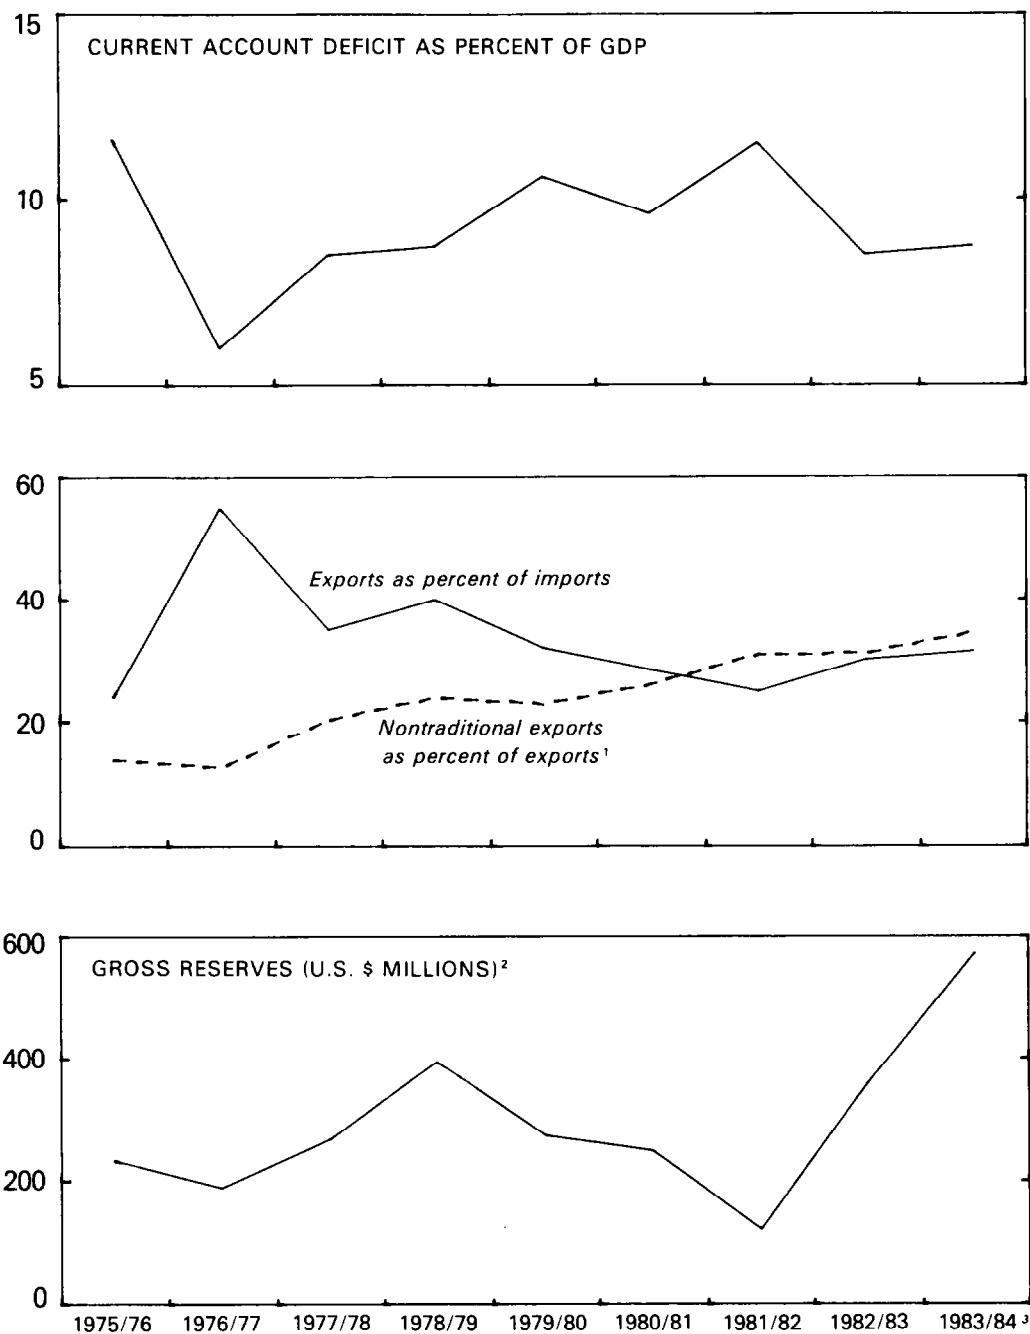 15
CURRENT ACCOUNT DEFICIT AS PERCENT OF GDP
10
5
60
Exports as percent of imports
40
20
Nontraditional exports
as percent of exports¹
0
600
GROSS RESERVES (U.S. $ MILLIONS)²
400
200
0
1975/76 1976/77 1977/78 1978/79 1979/80 1980/81 1981/82 1982/83 1983/84³